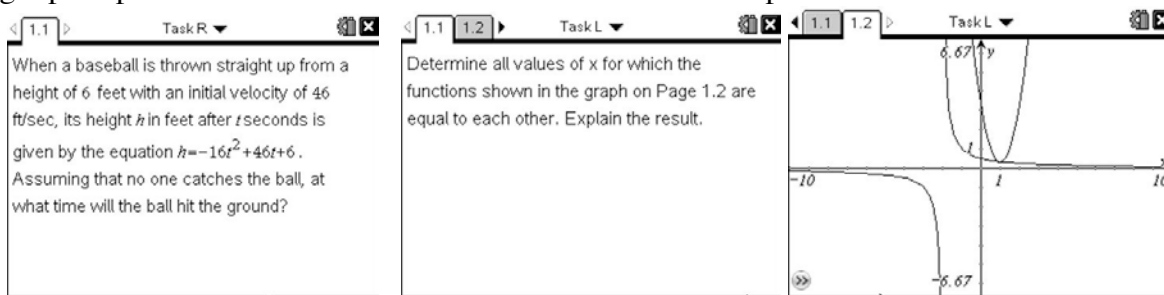 1.1 Task R
When a baseball is thrown straight up from a
height of 6 feet with an initial velocity of 46
ft/sec, its height h in feet after t seconds is
given by the equation h=-16t²+46t+6.
Assuming that no one catches the ball, at
what time will the ball hit the ground?
1.1 1.2 Task L
Determine all values of x for which the
functions shown in the graph on Page 1.2 are
equal to each other. Explain the result.
1.1 1.2 Task L
6.67 y
1
-10 1
-6.67